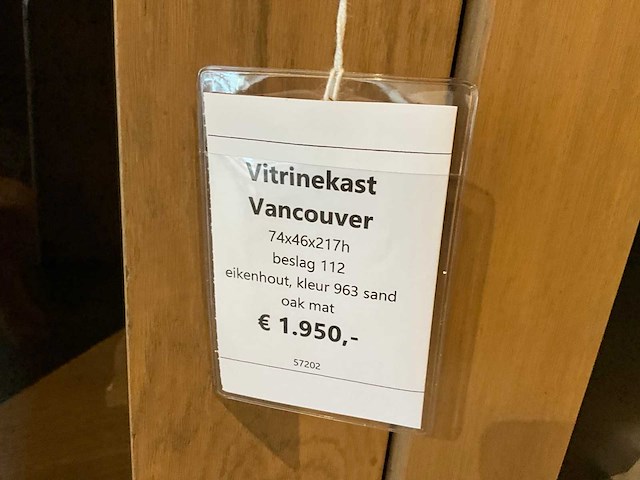 Vitrinekast
Vancouver
74x46x217h
beslag 112
eikenhout, kleur 963 sand
oak mat
€ 1.950,-
57202